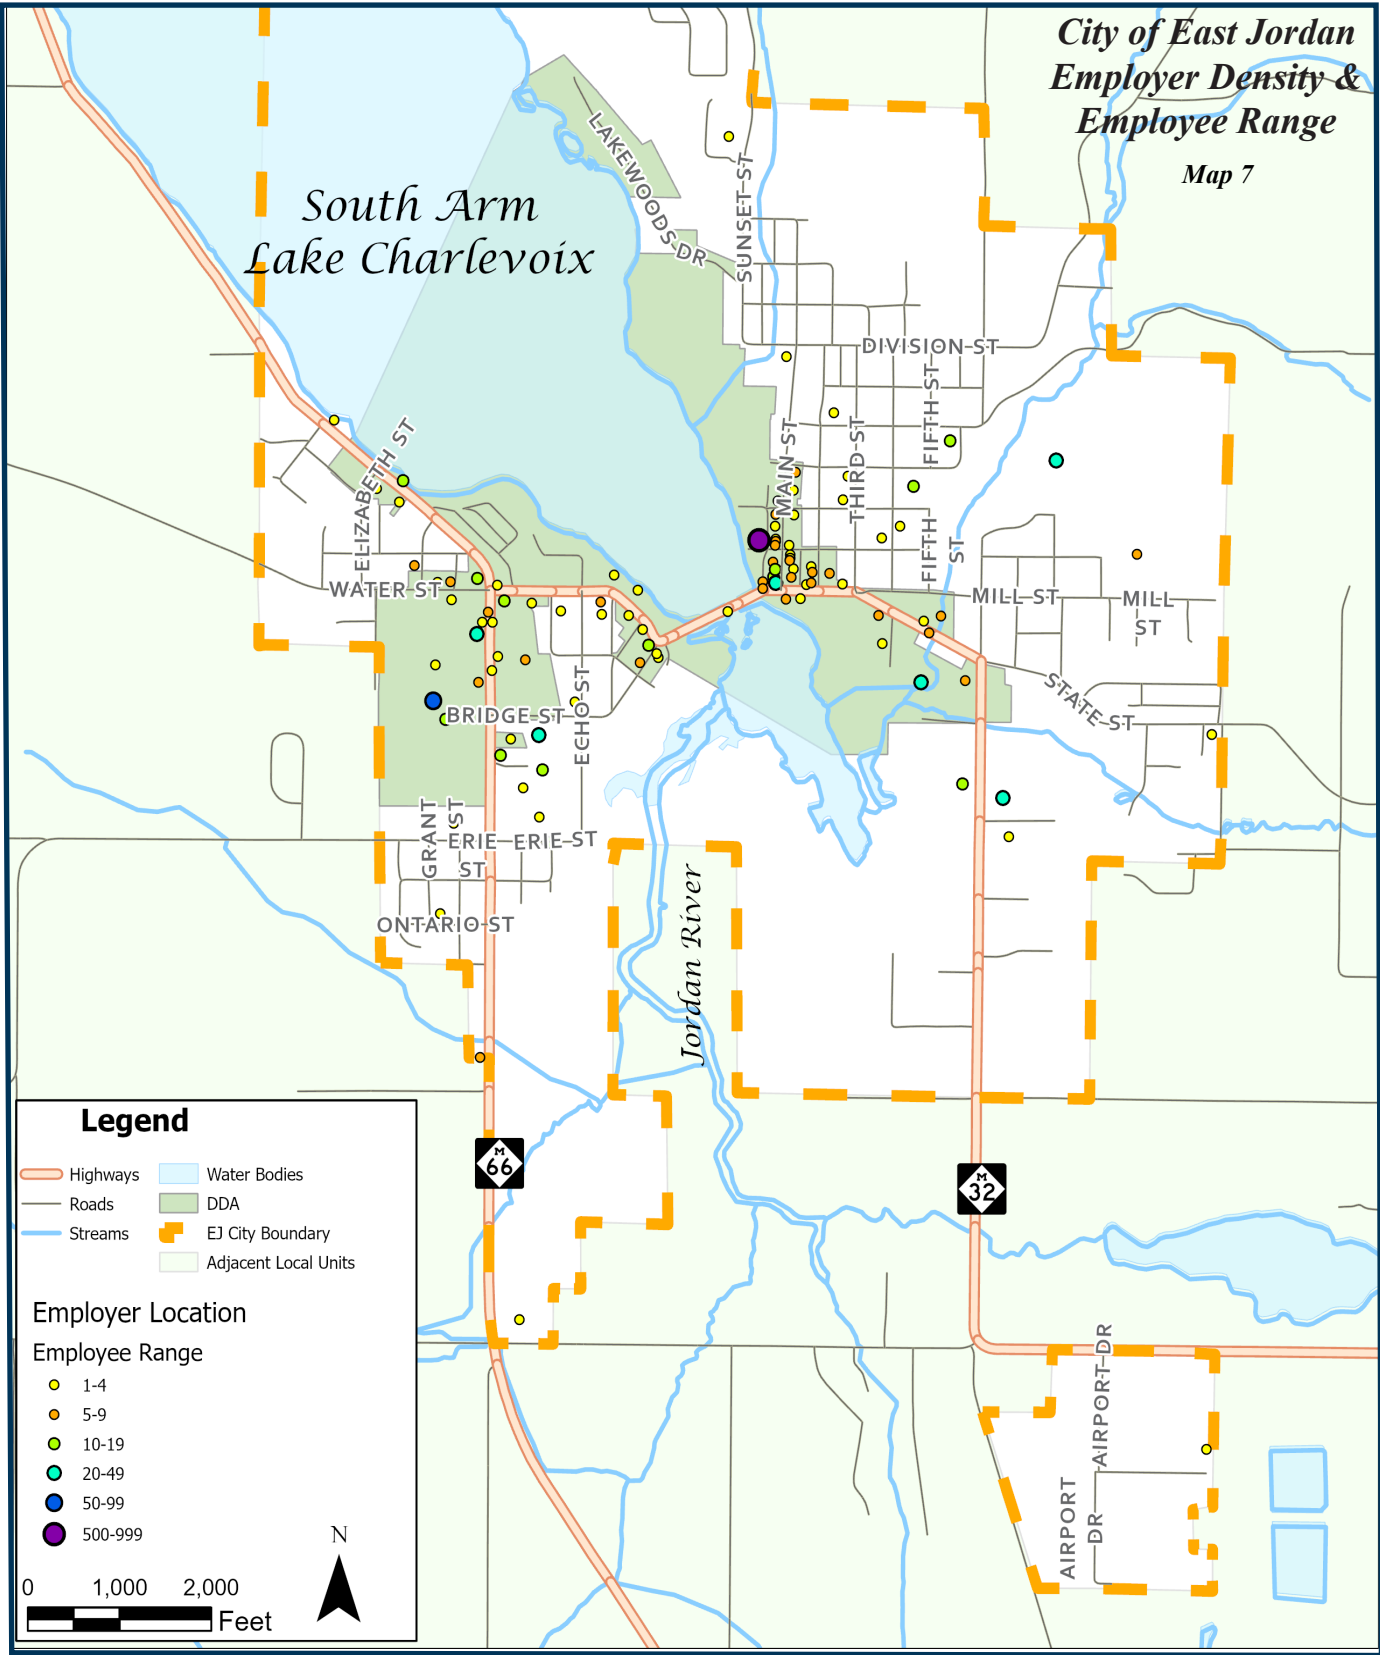 City of East Jordan
Employer Density &
Employee Range
Map 7
South Arm
Lake Charlevoix
LAKEWOODS DR
SUNSET ST
DIVISION ST
FIFTH ST
MAIN ST
THIRD ST
ELIZABETH ST
FIFTH
ST
WATER ST
MILL ST
MILL
ST
STATE ST
BRIDGE ST
ECHO ST
GRANT
ST
ERIE
ST
ERIE ST
ONTARIO ST
Jordan River
M
66
M
32
AIRPORT DR
AIRPORT
DR
Legend
Highways
Roads
Streams
Water Bodies
DDA
EJ City Boundary
Adjacent Local Units
Employer Location
Employee Range
1-4
5-9
10-19
20-49
50-99
500-999
N
0 1,000 2,000
Feet